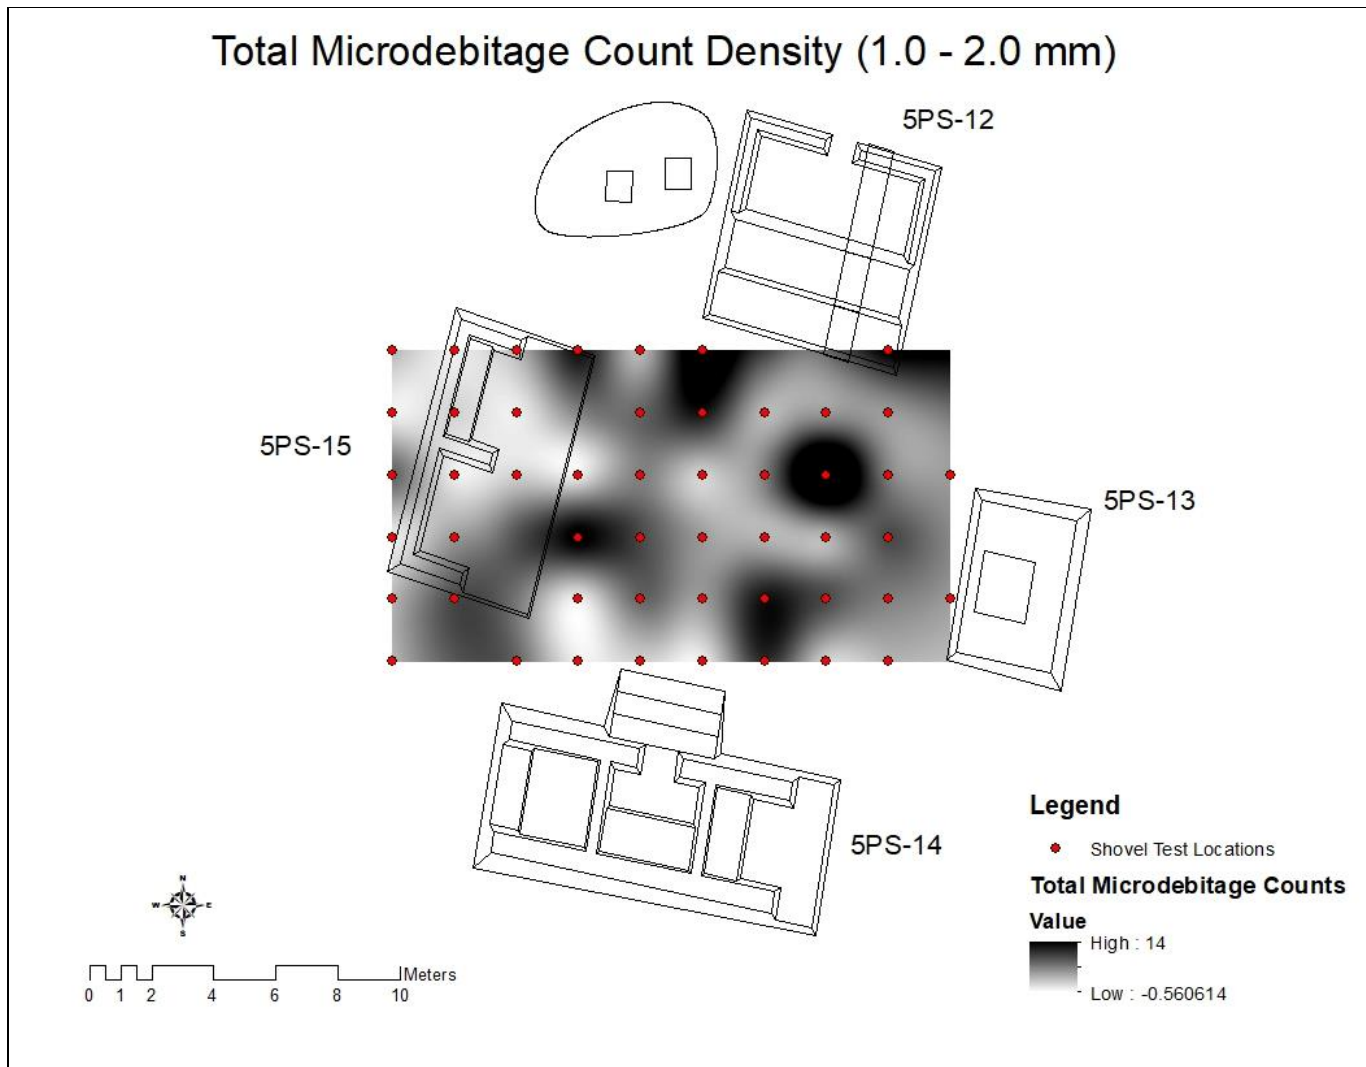 Total Microdebitage Count Density (1.0 - 2.0 mm)
5PS-12
5PS-15
5PS-13
5PS-14
Legend
Shovel Test Locations
Total Microdebitage Counts
Value
High : 14
Low : -0.560614
N
W E
S
Meters
0 1 2 4 6 8 10